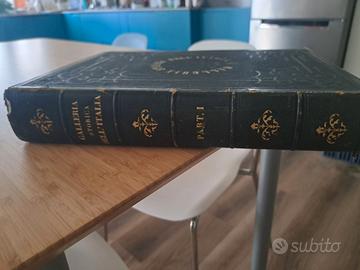 GALLERIA
STORICA
DELL'ITALIA
PART. I
subito